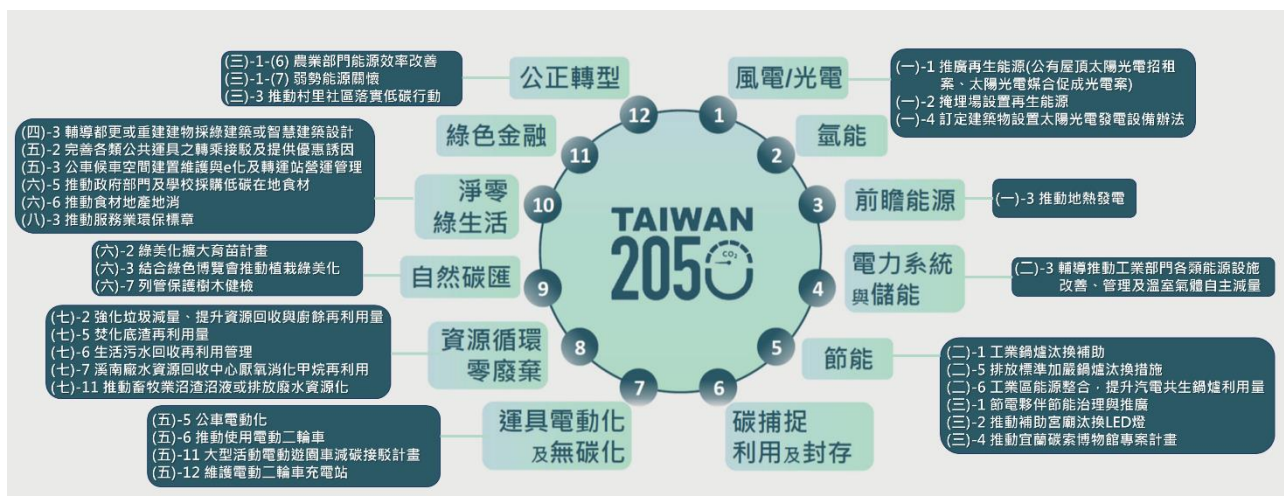 TAIWAN
2050
CO₂
1
風電/光電
(一)-1 推廣再生能源(公有屋頂太陽光電招租
案、太陽光電媒合促成光電案)
(一)-2 掩埋場設置再生能源
(一)-4 訂定建築物設置太陽光電發電設備辦法
2
氫能
3
前瞻能源
(一)-3 推動地熱發電
4
電力系統
與儲能
(二)-3 輔導推動工業部門各類能源設施
改善、管理及溫室氣體自主減量
5
節能
(二)-1 工業鍋爐汰換補助
(二)-5 排放標準加嚴鍋爐汰換措施
(二)-6 工業區能源整合，提升汽電共生鍋爐利用量
(三)-1 節電夥伴節能治理與推廣
(三)-2 推動補助宮廟汰換LED燈
(三)-4 推動宜蘭碳索博物館專案計畫
6
碳捕捉
利用及封存
7
運具電動化
及無碳化
(五)-5 公車電動化
(五)-6 推動使用電動二輪車
(五)-11 大型活動電動遊園車減碳接駁計畫
(五)-12 維護電動二輪車充電站
8
資源循環
零廢棄
(七)-2 強化垃圾減量、提升資源回收與廚餘再利用量
(七)-5 焚化底渣再利用量
(七)-6 生活污水回收再利用管理
(七)-7 溪南廠水資源回收中心厭氧消化甲烷再利用
(七)-11 推動畜牧業沼渣沼液或排放廢水資源化
9
自然碳匯
(六)-2 綠美化擴大育苗計畫
(六)-3 結合綠色博覽會推動植栽綠美化
(六)-7 列管保護樹木健檢
10
淨零
綠生活
(四)-3 輔導都更或重建建物採綠建築或智慧建築設計
(五)-2 完善各類公共運具之轉乘接駁及提供優惠誘因
(五)-3 公車候車空間建置維護與e化及轉運站營運管理
(六)-5 推動政府部門及學校採購低碳在地食材
(六)-6 推動食材地產地消
(八)-3 推動服務業環保標章
11
綠色金融
12
公正轉型
(三)-1-(6) 農業部門能源效率改善
(三)-1-(7) 弱勢能源關懷
(三)-3 推動村里社區落實低碳行動